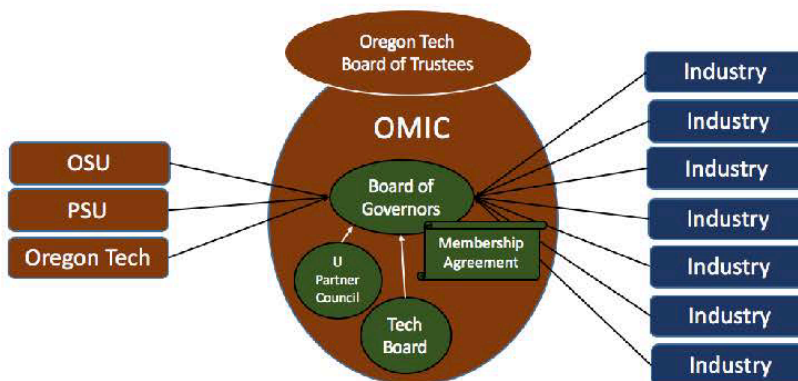 Oregon Tech
Board of Trustees
OMIC
OSU
PSU
Oregon Tech
Board of
Governors
U
Partner
Council
Tech
Board
Membership
Agreement
Industry
Industry
Industry
Industry
Industry
Industry
Industry